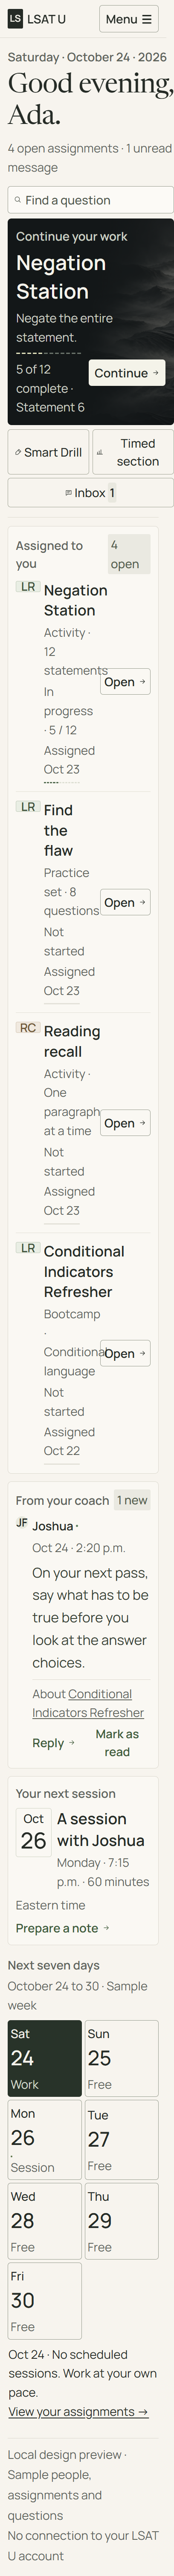 LS LSAT U Menu
Saturday · October 24 · 2026
Good evening,
Ada.
4 open assignments · 1 unread
message
Find a question
Continue your work
Negation
Station
Negate the entire
statement.
5 of 12
complete ·
Statement 6
Continue →
Smart Drill
Timed
section
Inbox 1
Assigned to
you
4
open
LR Negation
Station
Activity ·
12
statements
In
progress
· 5 / 12
Assigned
Oct 23
Open →
LR Find
the
flaw
Practice
set · 8
questions
Not
started
Assigned
Oct 23
Open →
RC Reading
recall
Activity ·
One
paragraph
at a time
Not
started
Assigned
Oct 23
Open →
LR Conditional
Indicators
Refresher
Bootcamp
·
Conditional
language
Not
started
Assigned
Oct 22
Open →
From your coach 1 new
JF Joshua ·
Oct 24 · 2:20 p.m.
On your next pass,
say what has to be
true before you
look at the answer
choices.
About Conditional
Indicators Refresher
Reply →
Mark as
read
Your next session
Oct
26
A session
with Joshua
Monday · 7:15
p.m. · 60 minutes
Eastern time
Prepare a note →
Next seven days
October 24 to 30 · Sample
week
Sat
24
Work
Sun
25
Free
Mon
26
· Session
Tue
27
Free
Wed
28
Free
Thu
29
Free
Fri
30
Free
Oct 24 · No scheduled
sessions. Work at your own
pace.
View your assignments →
Local design preview ·
Sample people,
assignments and
questions
No connection to your LSAT
U account